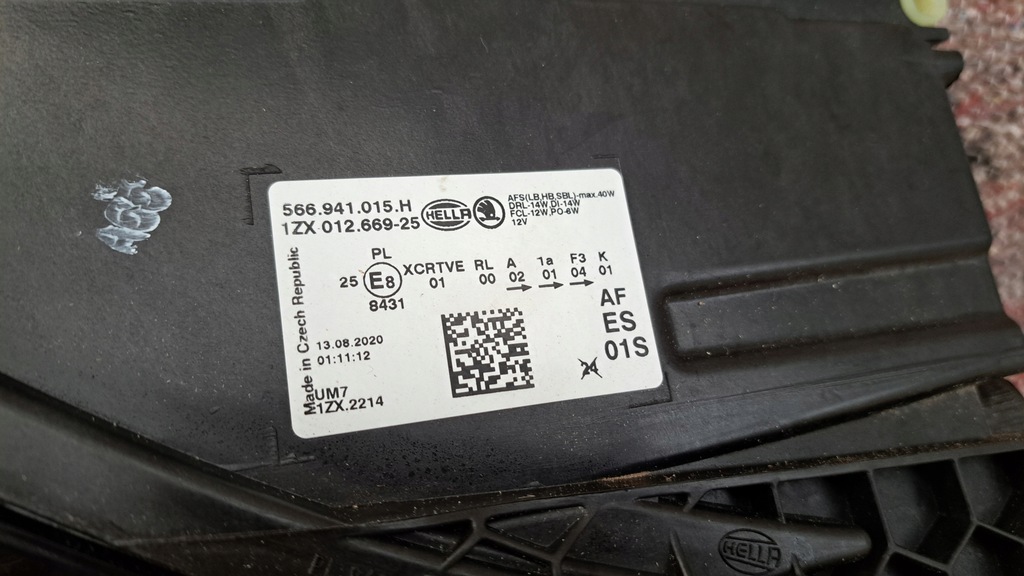 566.941.015.H
1ZX 012.669-25
HELLA
AFS(LB,HB,SBL)-max.40W
DRL-14W,DI-14W
FCL-12W,PO-6W
12V
PL
25 E8 XCRTVE RL A 1a F3 K
8431 01 00 02 01 04 01
AF
ES
01S
13.08.2020
01:11:12
UM7
1ZX.2214
Made in Czech Republic
24
HELLA